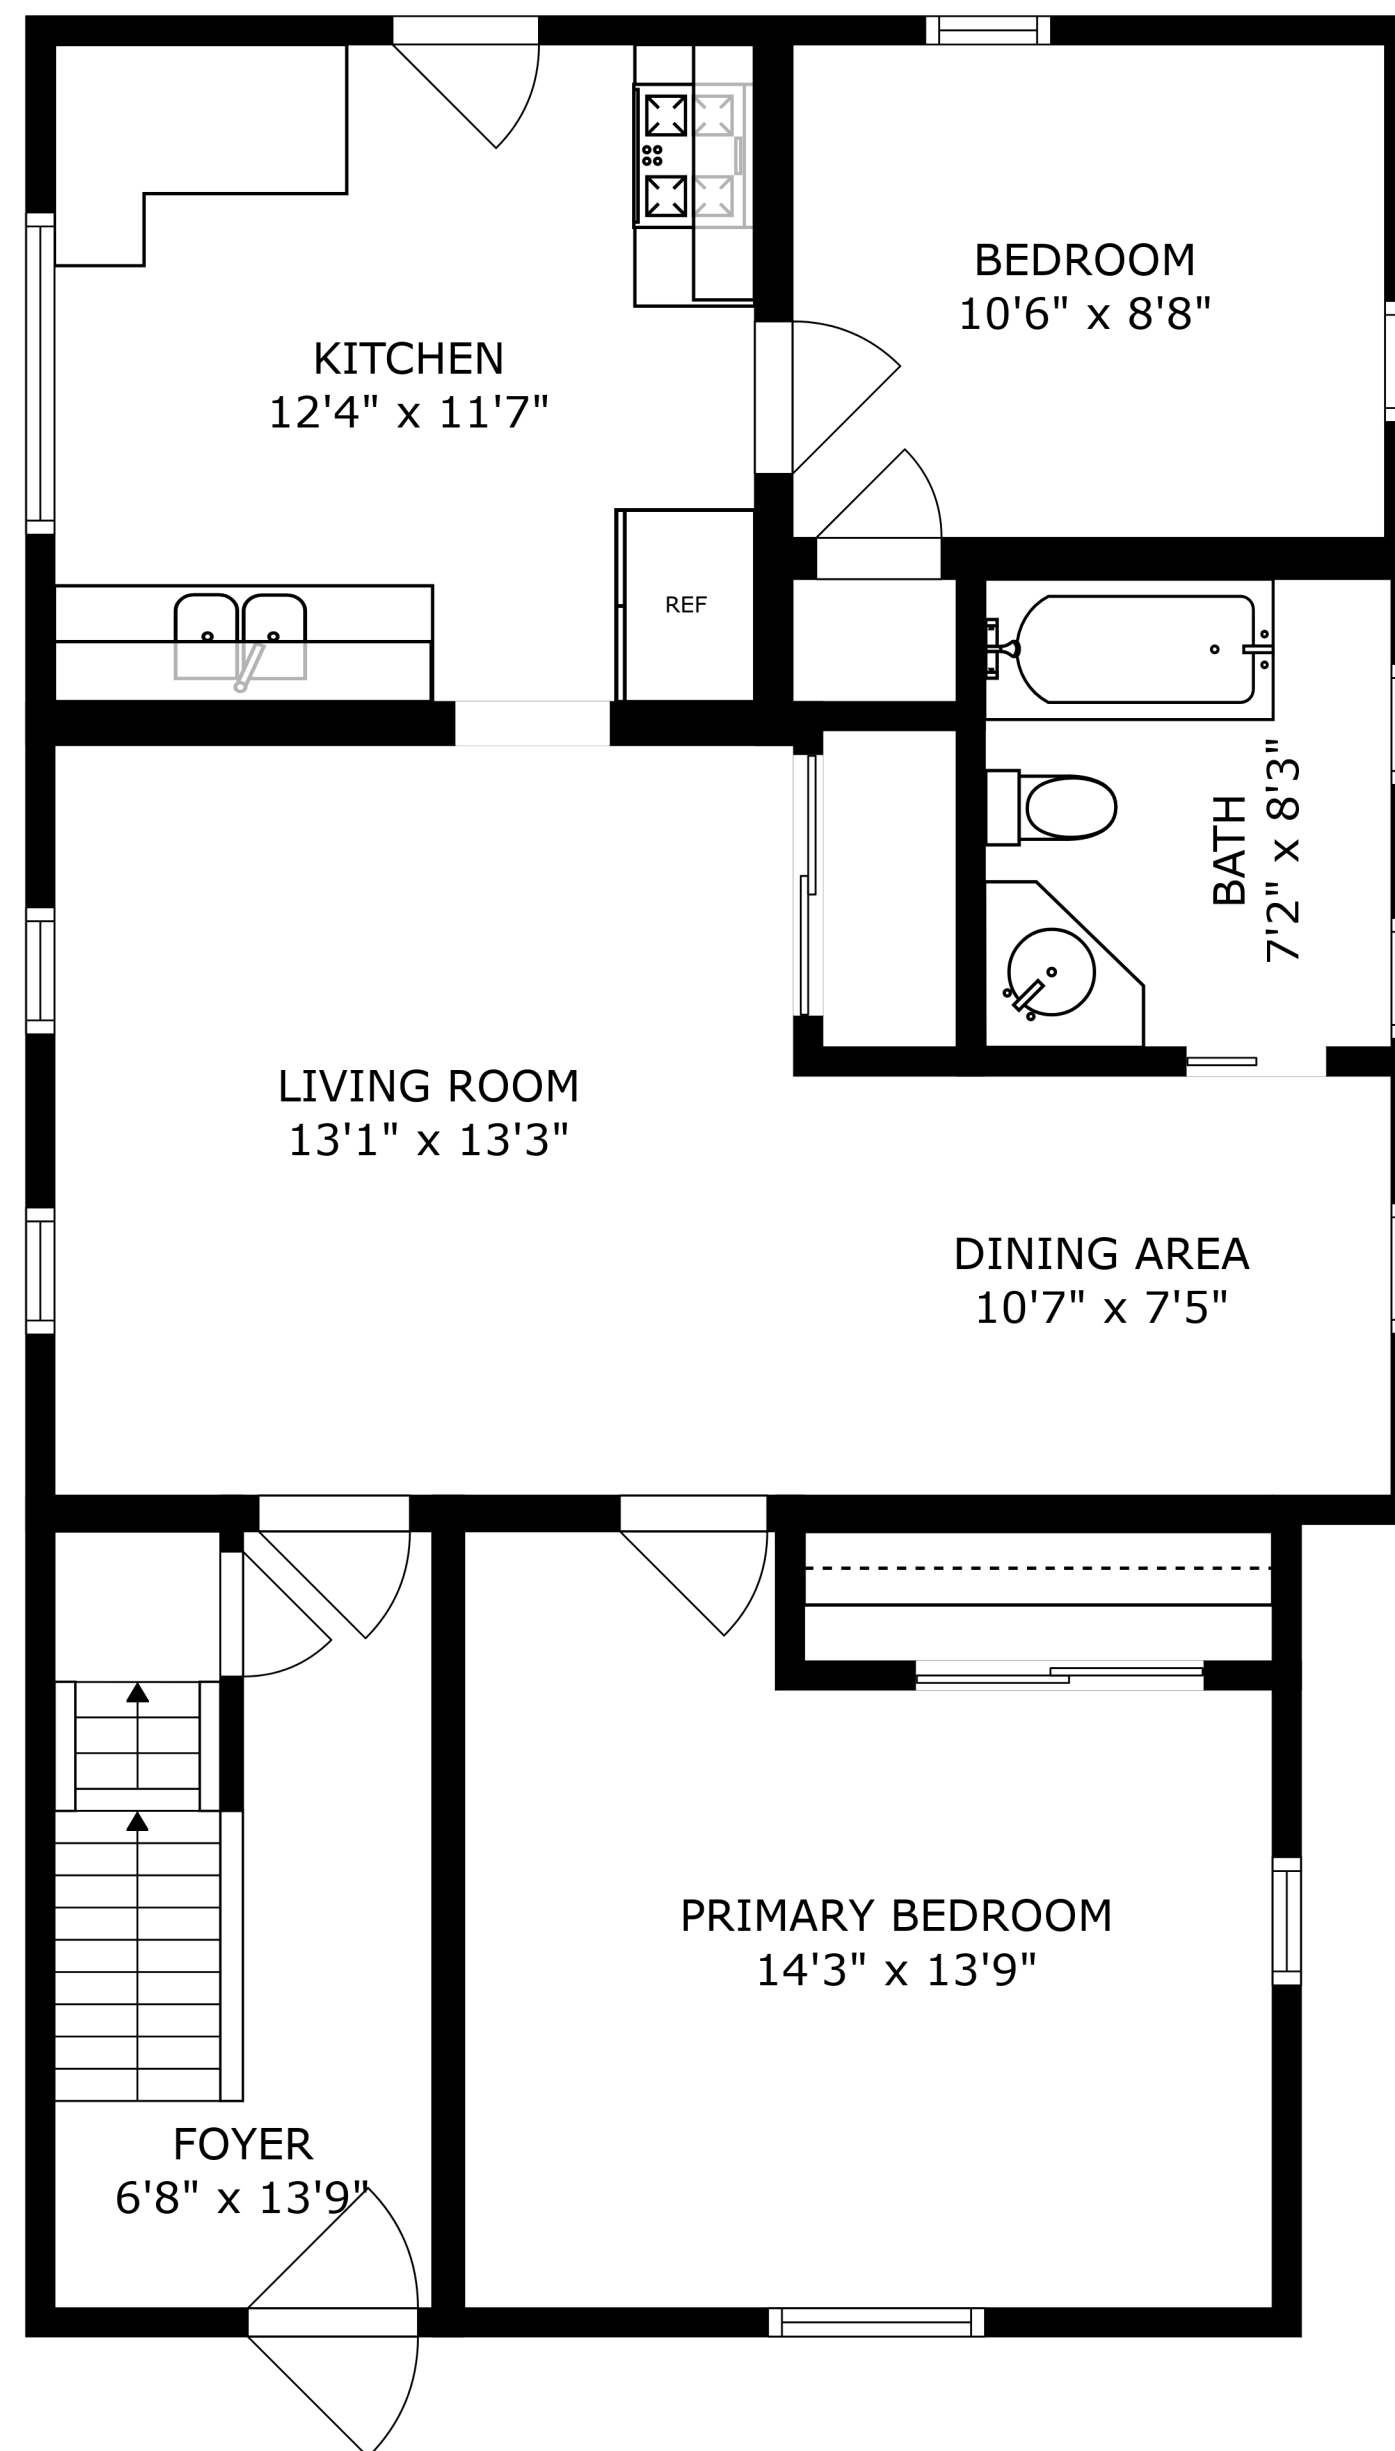 BEDROOM
10'6" x 8'8"
KITCHEN
12'4" x 11'7"
REF
BATH
7'2" x 8'3"
LIVING ROOM
13'1" x 13'3"
DINING AREA
10'7" x 7'5"
PRIMARY BEDROOM
14'3" x 13'9"
FOYER
6'8" x 13'9"